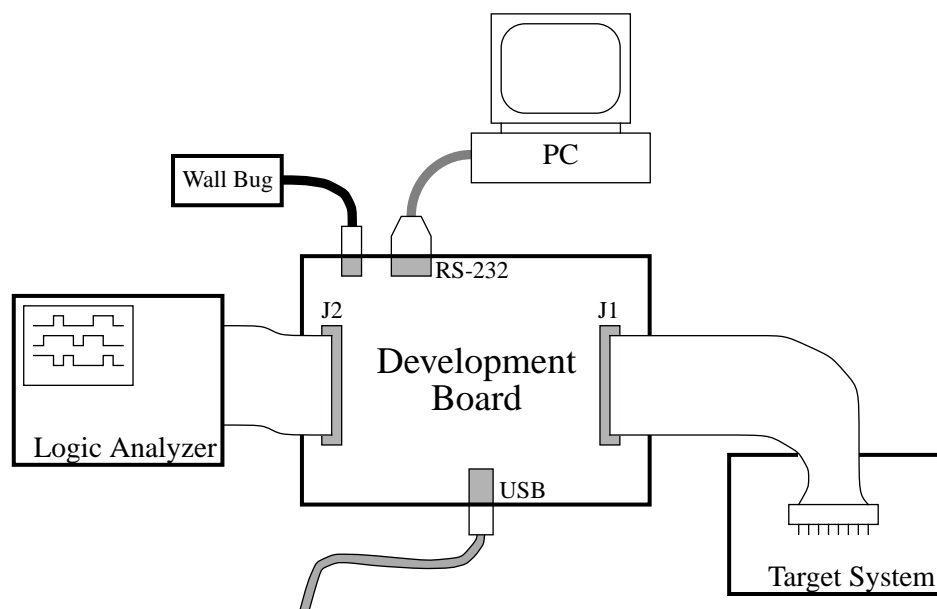 PC
Wall Bug
RS-232
J2
J1
Development
Board
Logic Analyzer
USB
Target System